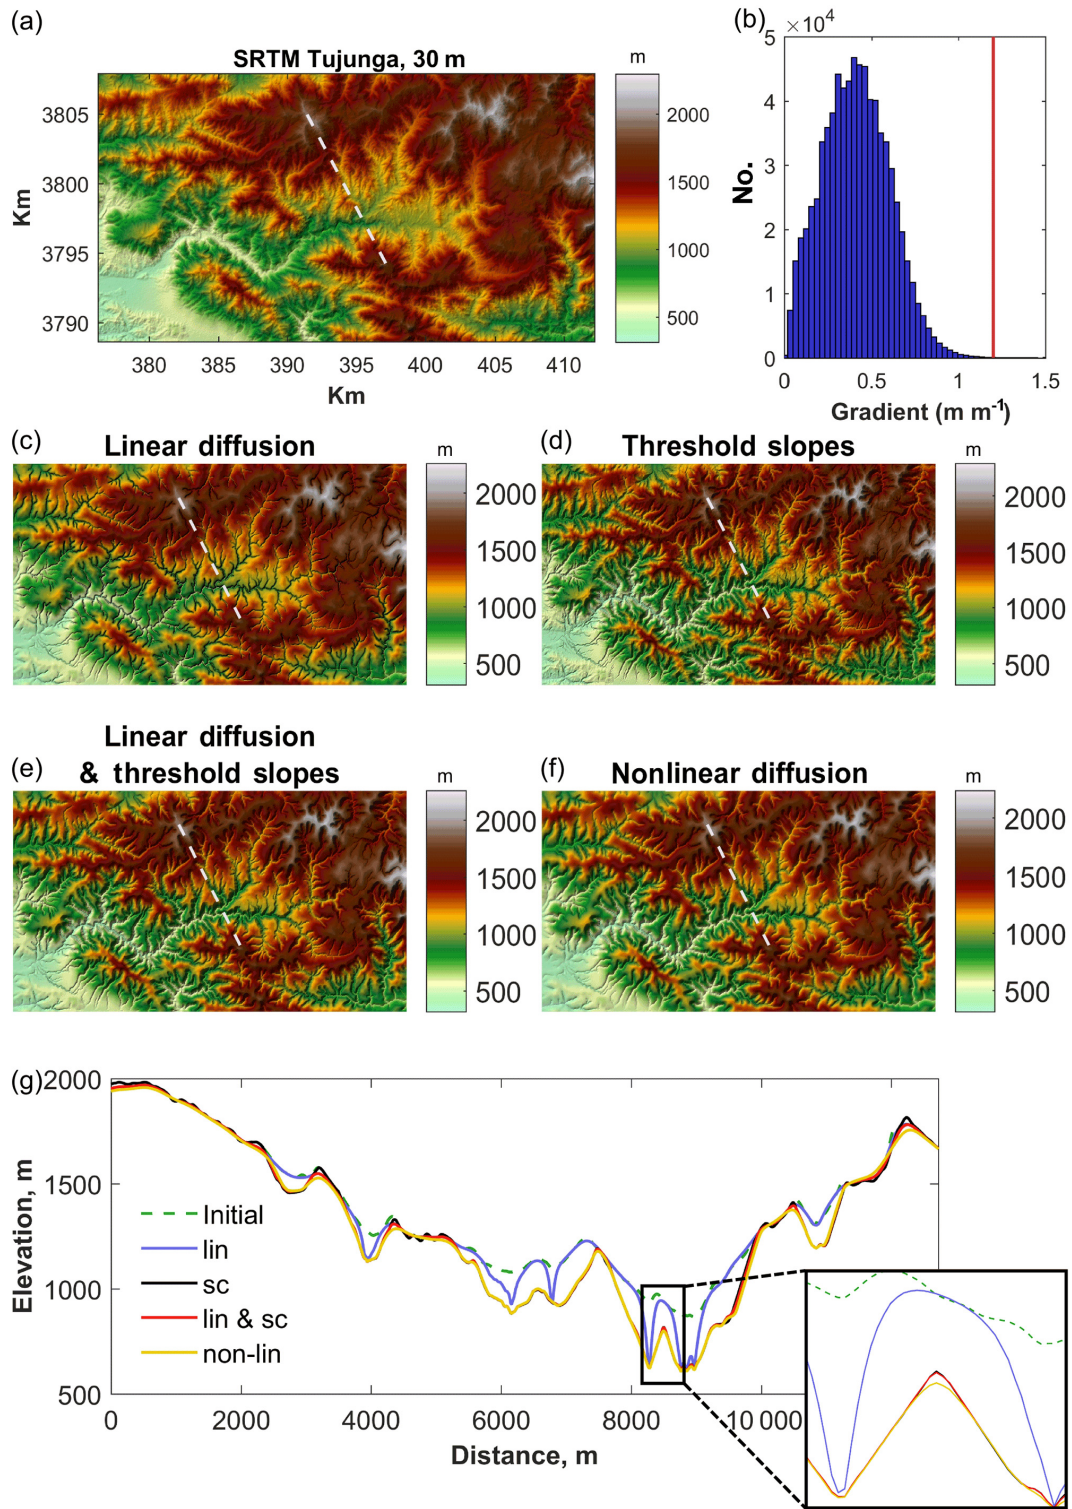 (a)
SRTM Tujunga, 30 m
m
Km
3805
3800
3795
3790
380
385
390
395
400
405
410
Km
2000
1500
1000
500
(b)
×10⁴
No.
5
4
3
2
1
0
0
0.5
1
1.5
Gradient (m m⁻¹)
(c)
Linear diffusion
m
2000
1500
1000
500
(d)
Threshold slopes
m
2000
1500
1000
500
(e)
Linear diffusion
& threshold slopes
m
2000
1500
1000
500
(f)
Nonlinear diffusion
m
2000
1500
1000
500
(g)
Elevation, m
2000
1500
1000
500
Initial
lin
sc
lin & sc
non-lin
0
2000
4000
6000
8000
10 000
Distance, m